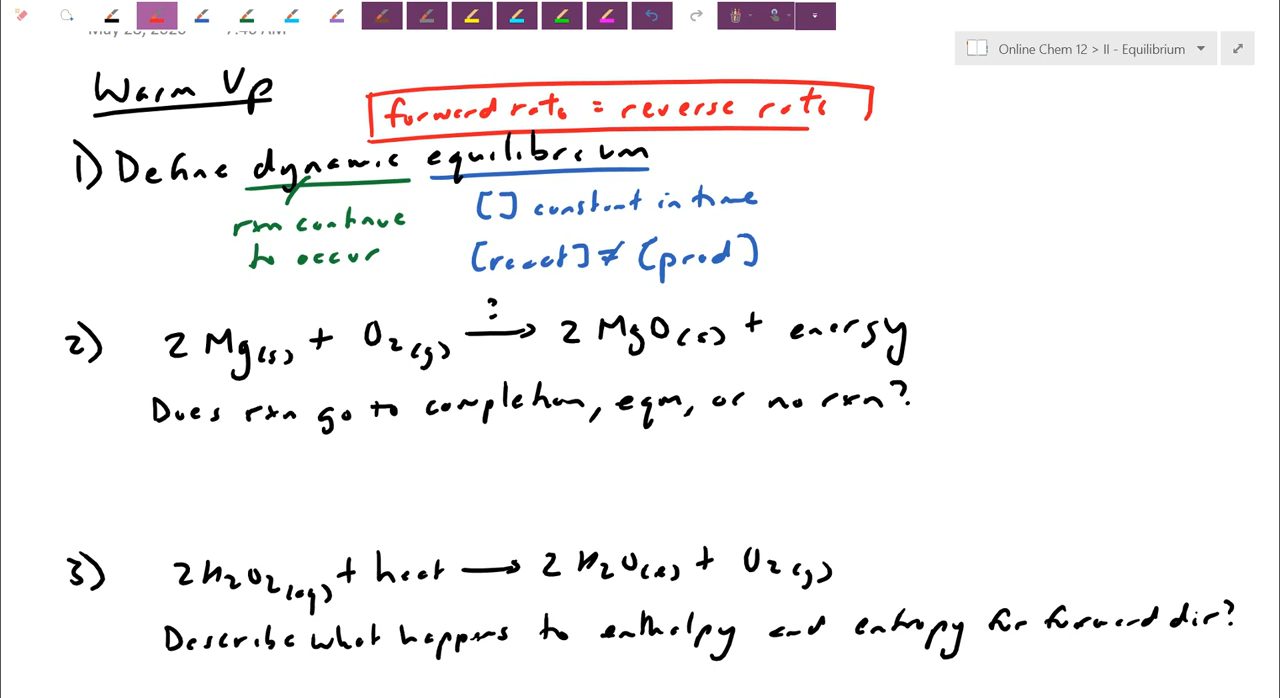 Online Chem 12 > II - Equilibrium
Warm Up
forward rate = reverse rate
1) Define dynamic equilibrium
rxn continue
to occur
[ ] constant in time
[react] ≠ [prod]
2) 2 Mg(s) + O2(g) ?→ 2 MgO(s) + energy
Does rxn go to completion, eqm, or no rxn?
3) 2H2O2(aq) + heat → 2 H2O(l) + O2(g)
Describe what happens to enthalpy and entropy for forward dir?